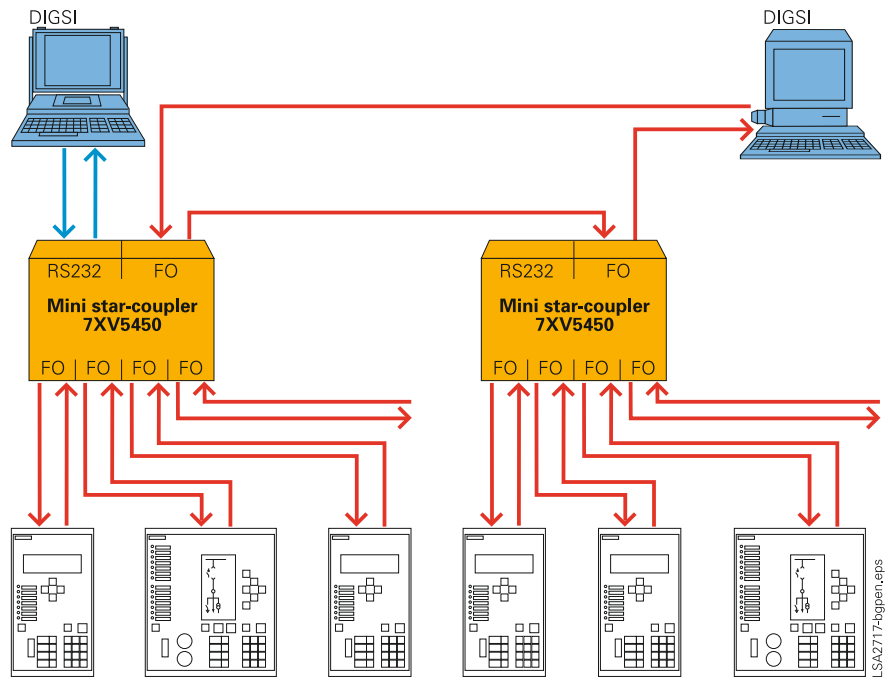 DIGSI
DIGSI
RS232 FO
Mini star-coupler
7XV5450
FO FO FO FO
RS232 FO
Mini star-coupler
7XV5450
FO FO FO FO
LSA2717-bgpen.eps